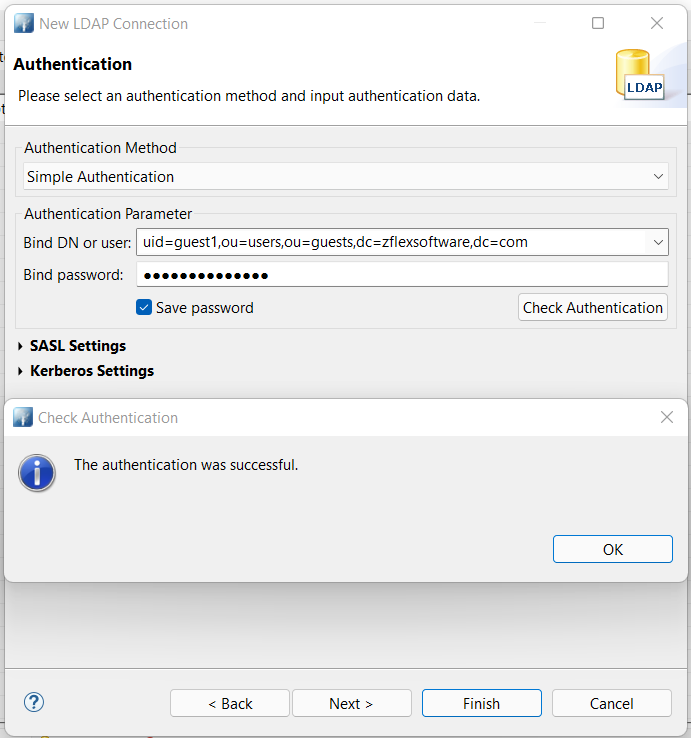 New LDAP Connection
Authentication
Please select an authentication method and input authentication data.
LDAP
Authentication Method
Simple Authentication
Authentication Parameter
Bind DN or user: uid=guest1,ou=users,ou=guests,dc=zflexsoftware,dc=com
Bind password: ●●●●●●●●●●●●●●
Save password Check Authentication
SASL Settings
Kerberos Settings
Check Authentication
The authentication was successful.
OK
? < Back Next > Finish Cancel